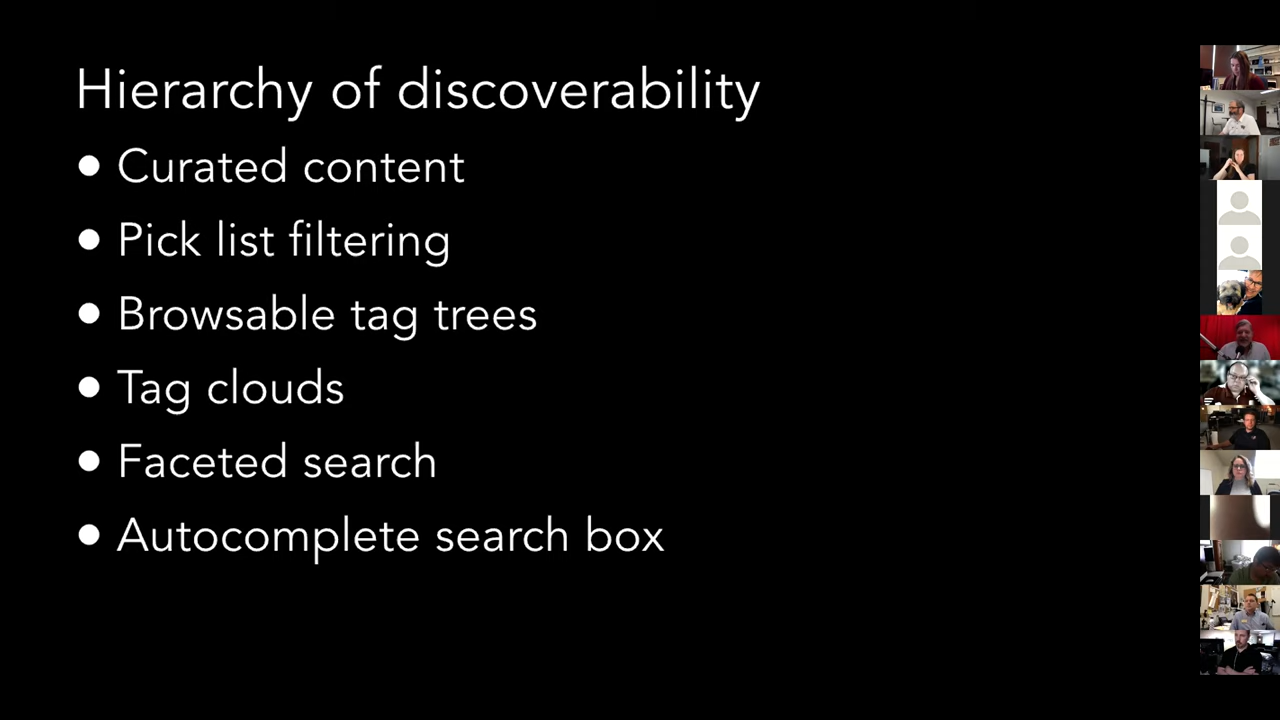 Hierarchy of discoverability
● Curated content
● Pick list filtering
● Browsable tag trees
● Tag clouds
● Faceted search
● Autocomplete search box